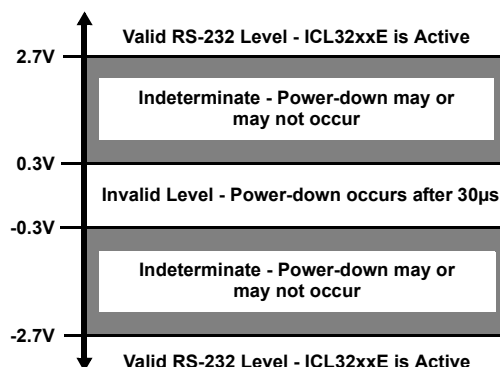 Valid RS-232 Level - ICL32xxE is Active
2.7V
Indeterminate - Power-down may or
may not occur
0.3V
Invalid Level - Power-down occurs after 30µs
-0.3V
Indeterminate - Power-down may or
may not occur
-2.7V
Valid RS-232 Level - ICL32xxE is Active